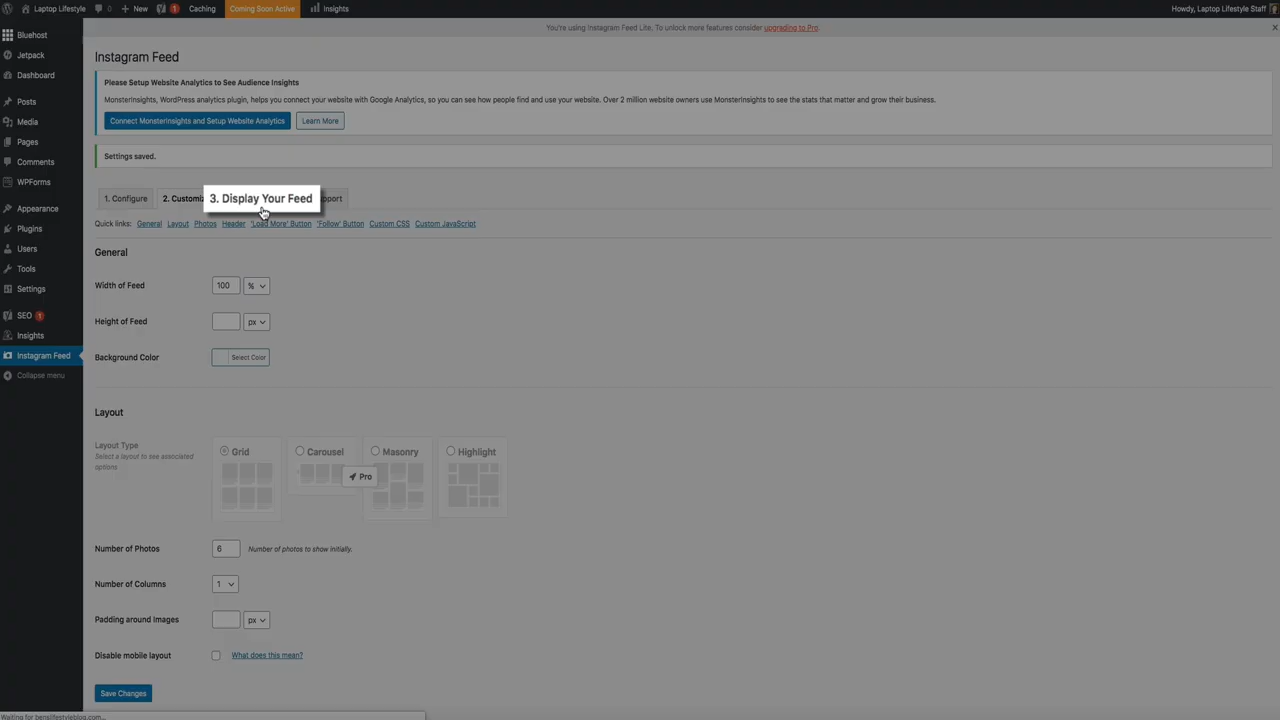 Laptop Lifestyle 0 + New 1 Caching Coming Soon Active Insights Howdy, Laptop Lifestyle Staff
Bluehost
Jetpack
Dashboard
Posts
Media
Pages
Comments
WPForms
Appearance
Plugins
Users
Tools
Settings
SEO 1
Insights
Instagram Feed
Collapse menu
You're using Instagram Feed Lite. To unlock more features consider upgrading to Pro.
Instagram Feed
Please Setup Website Analytics to See Audience Insights
MonsterInsights, WordPress analytics plugin, helps you connect your website with Google Analytics, so you can see how people find and use your website. Over 2 million website owners use MonsterInsights to see the stats that matter and grow their business.
Connect MonsterInsights and Setup Website Analytics Learn More
Settings saved.
1. Configure 2. Customiz 3. Display Your Feed pport
Quick links: General Layout Photos Header 'Load More' Button 'Follow' Button Custom CSS Custom JavaScript
General
Width of Feed 100 %
Height of Feed px
Background Color Select Color
Layout
Layout Type
Select a layout to see associated
options
Grid Carousel Masonry Highlight
Pro
Number of Photos 6 Number of photos to show initially.
Number of Columns 1
Padding around Images px
Disable mobile layout What does this mean?
Save Changes
Waiting for benslifestyleblog.com...